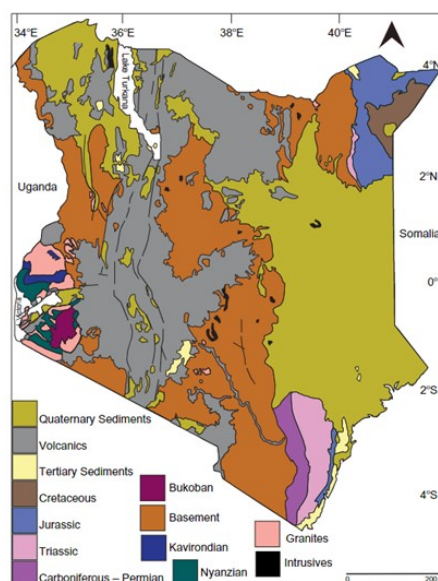 34°E 36°E 38°E 40°E
Lake Turkana
4°N
Uganda
2°N
Somalia
0°
2°S
4°S
Quaternary Sediments
Volcanics
Tertiary Sediments
Cretaceous
Jurassic
Triassic
Carboniferous – Permian
Bukoban
Basement
Kavirondian
Nyanzian
Granites
Intrusives
0